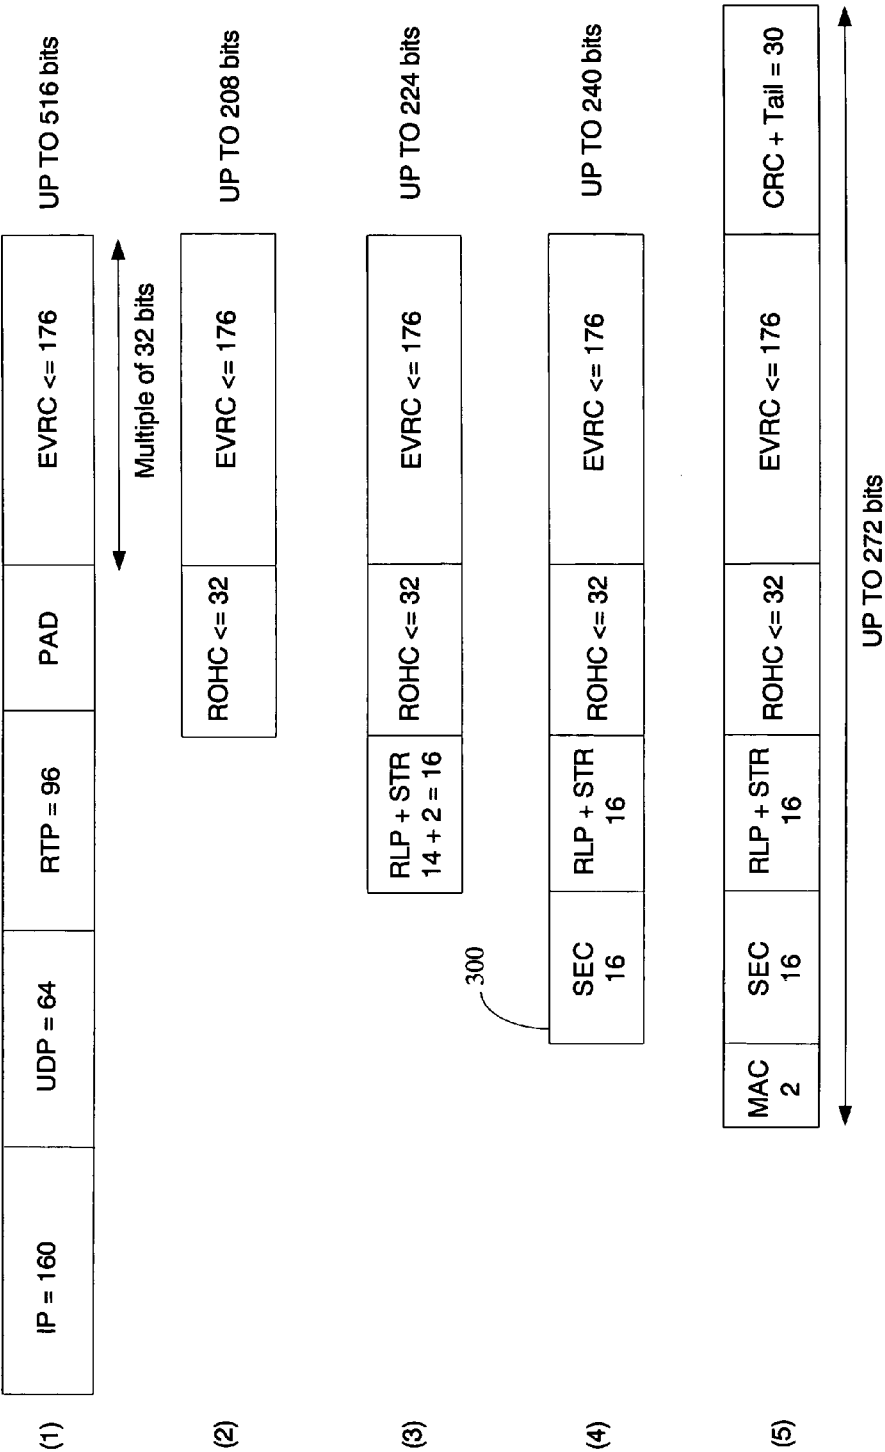 (1)
IP = 160
UDP = 64
RTP = 96
PAD
EVRC <= 176
UP TO 516 bits
Multiple of 32 bits
(2)
ROHC <= 32
EVRC <= 176
UP TO 208 bits
(3)
RLP + STR
14 + 2 = 16
ROHC <= 32
EVRC <= 176
UP TO 224 bits
300
(4)
SEC
16
RLP + STR
16
ROHC <= 32
EVRC <= 176
UP TO 240 bits
(5)
MAC
2
SEC
16
RLP + STR
16
ROHC <= 32
EVRC <= 176
CRC + Tail = 30
UP TO 272 bits